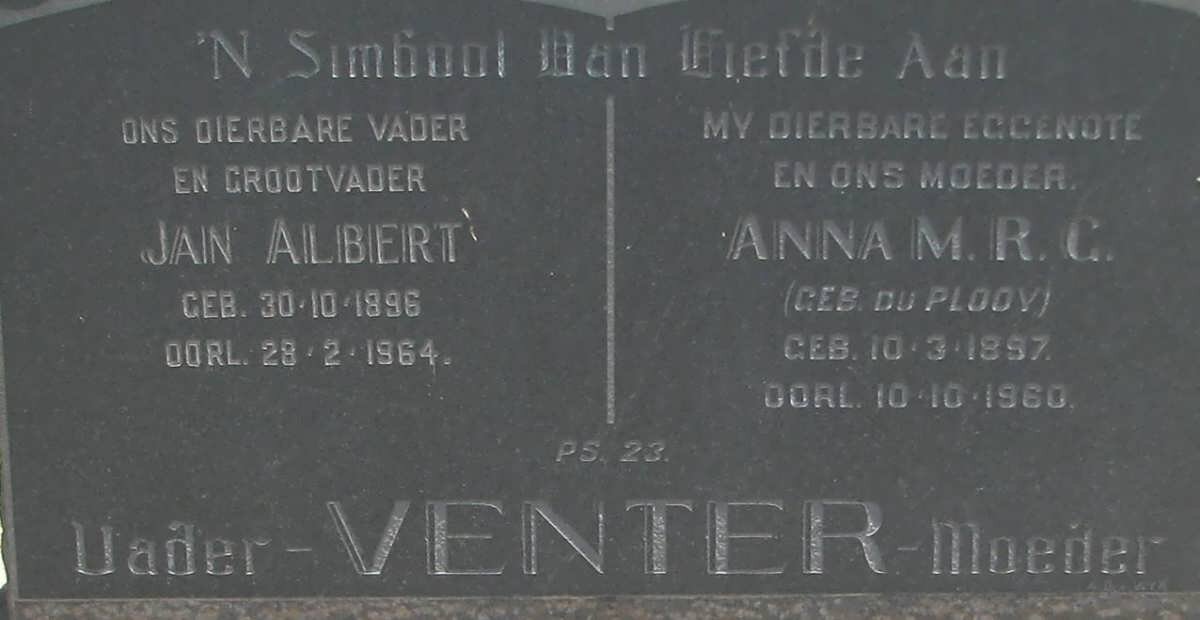 'N Simbool Van Liefde Aan
ONS DIERBARE VADER
EN GROOTVADER
JAN ALBERT
GEB. 30·10·1896
OORL. 28·2·1964.
MY DIERBARE EGGENOTE
EN ONS MOEDER.
ANNA M. R. C.
(GEB. DU PLOOY)
GEB. 10·3·1897.
OORL. 10·10·1960.
PS. 23.
Vader - VENTER - Moeder